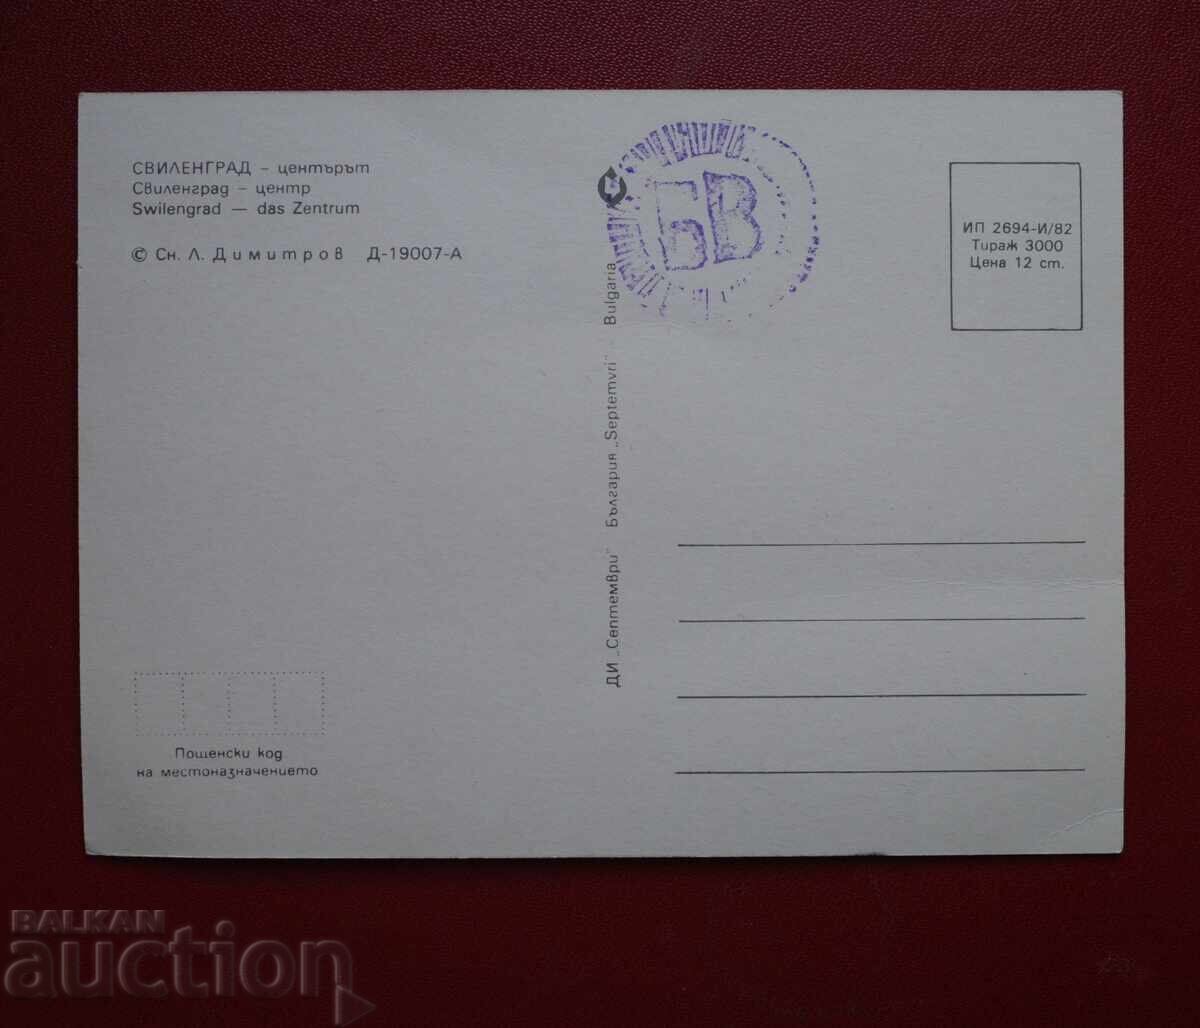 СВИЛЕНГРАД – центърът
Свиленград – центр
Swilengrad — das Zentrum
© Сн. Л. Димитров Д-19007-А
БВ
ДИ „Септември" България „Septemvri" · Bulgaria
ИП 2694-И/82
Тираж 3000
Цена 12 ст.
Пощенски код
на местоназначението
BALKAN
auction